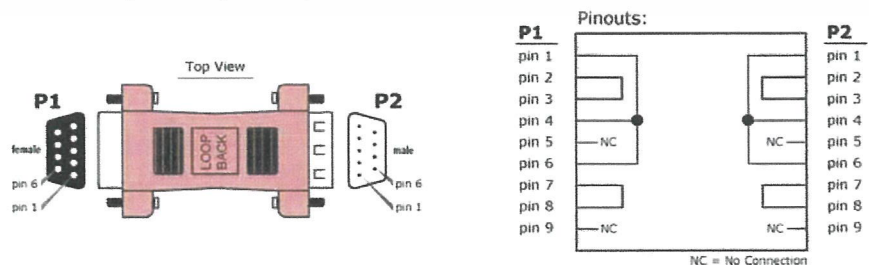 Top View
P1
P2
female
male
LOOP
BACK
pin 6
pin 1
pin 6
pin 1
Pinouts:
P1
P2
pin 1
pin 1
pin 2
pin 2
pin 3
pin 3
pin 4
pin 4
pin 5
NC
NC
pin 5
pin 6
pin 6
pin 7
pin 7
pin 8
pin 8
pin 9
NC
NC
pin 9
NC = No Connection